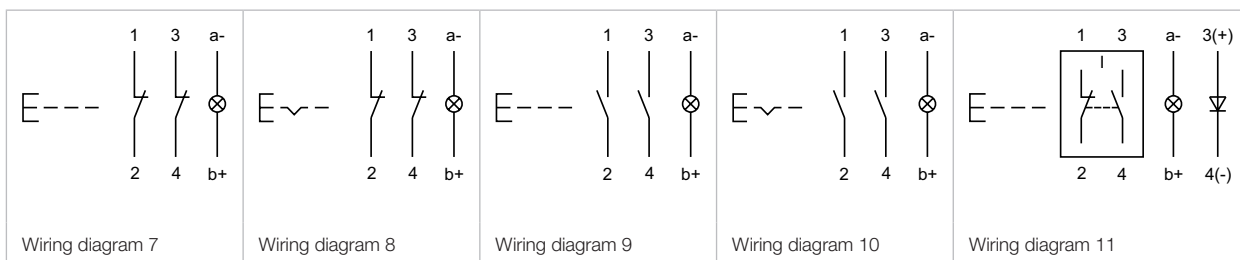 1 3 a-
2 4 b+
Wiring diagram 7
1 3 a-
2 4 b+
Wiring diagram 8
1 3 a-
2 4 b+
Wiring diagram 9
1 3 a-
2 4 b+
Wiring diagram 10
1 3 a- 3(+)
2 4 b+ 4(-)
Wiring diagram 11